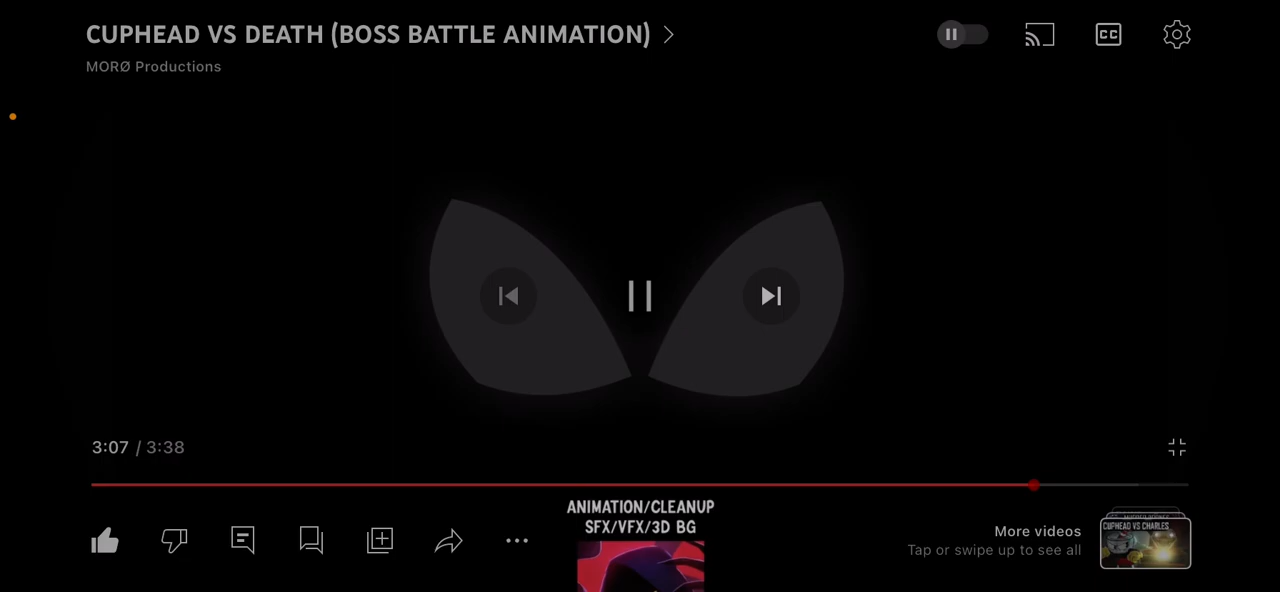 CUPHEAD VS DEATH (BOSS BATTLE ANIMATION)
MORØ Productions
CC
3:07 / 3:38
ANIMATION/CLEANUP
SFX/VFX/3D BG
More videos
Tap or swipe up to see all
CUPHEAD VS CHARLES